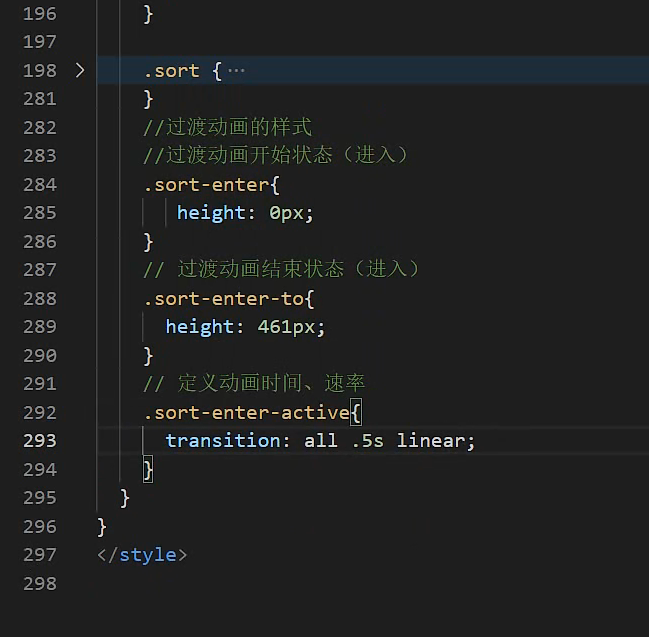 196 }
197
198 > .sort { ···
281 }
282 //过渡动画的样式
283 //过渡动画开始状态（进入）
284 .sort-enter{
285 height: 0px;
286 }
287 // 过渡动画结束状态（进入）
288 .sort-enter-to{
289 height: 461px;
290 }
291 // 定义动画时间、速率
292 .sort-enter-active{
293 transition: all .5s linear;
294 }
295 }
296 }
297 </style>
298